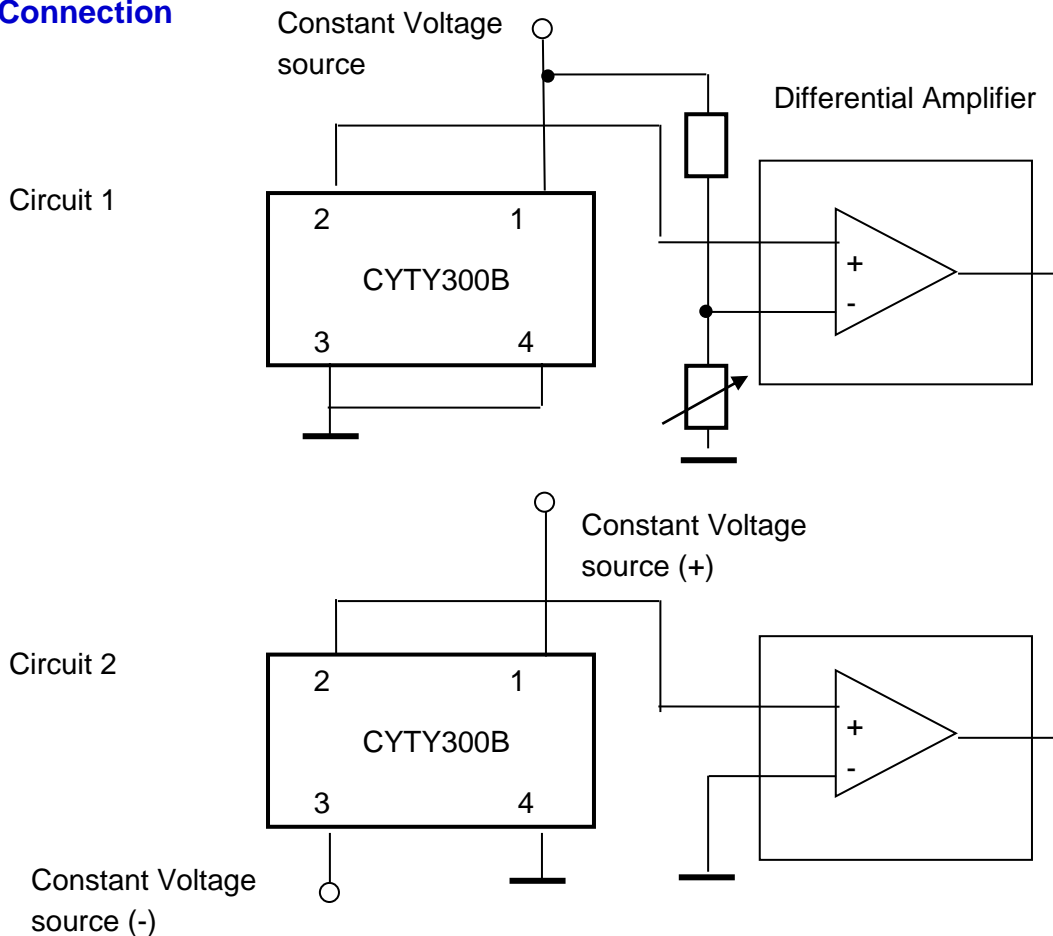 Connection
Constant Voltage
source
Differential Amplifier
Circuit 1
2 1
CYTY300B
3 4
+
-
Constant Voltage
source (+)
Circuit 2
2 1
CYTY300B
3 4
+
-
Constant Voltage
source (-)